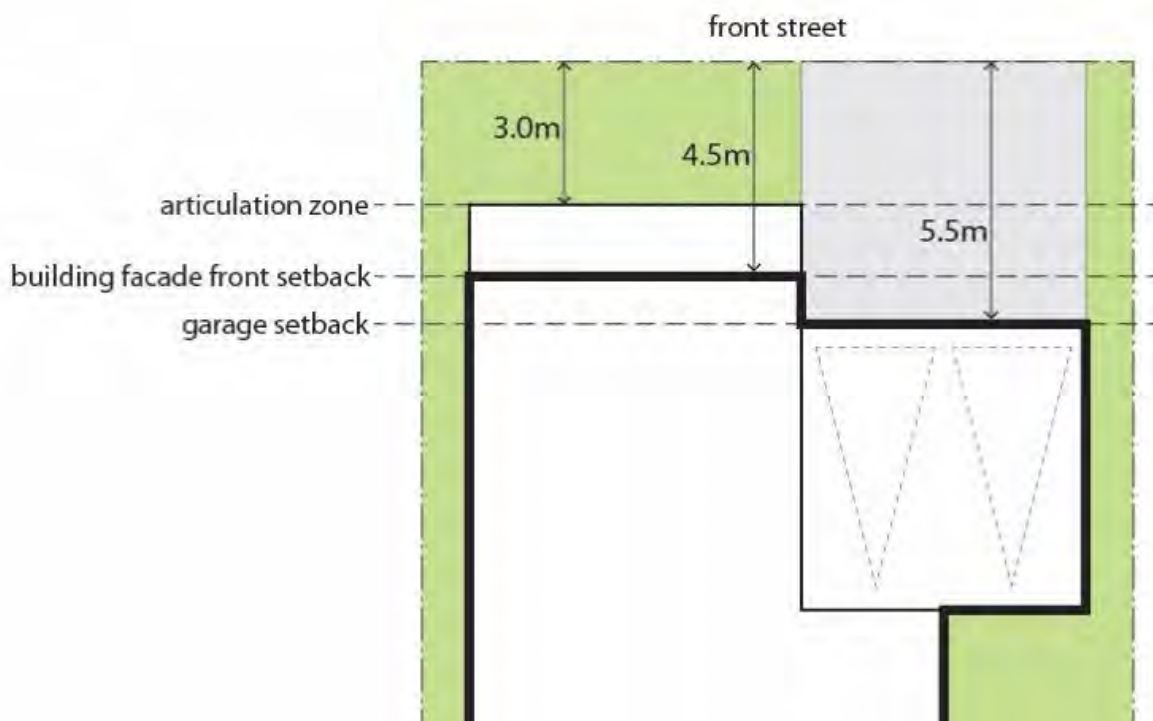 front street
3.0m
4.5m
articulation zone
5.5m
building facade front setback
garage setback